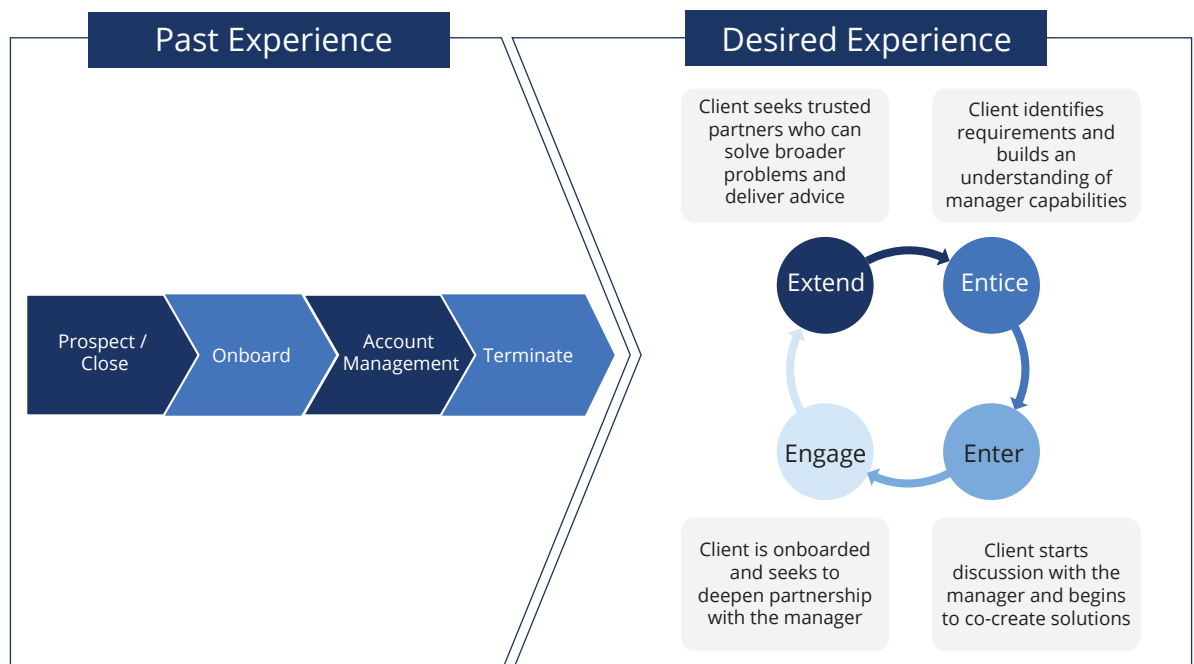 Past Experience
Desired Experience
Prospect /
Close
Onboard
Account
Management
Terminate
Client seeks trusted
partners who can
solve broader
problems and
deliver advice
Client identifies
requirements and
builds an
understanding of
manager capabilities
Extend
Entice
Engage
Enter
Client is onboarded
and seeks to
deepen partnership
with the manager
Client starts
discussion with the
manager and begins
to co-create solutions